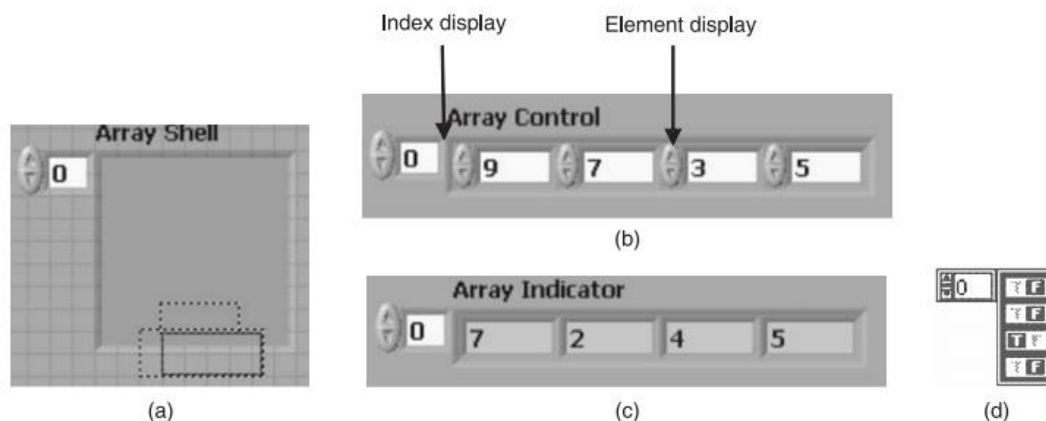 Index display
Element display
Array Shell
0
(a)
Array Control
0 9 7 3 5
(b)
Array Indicator
0 7 2 4 5
(c)
0
F
F
T
F
(d)